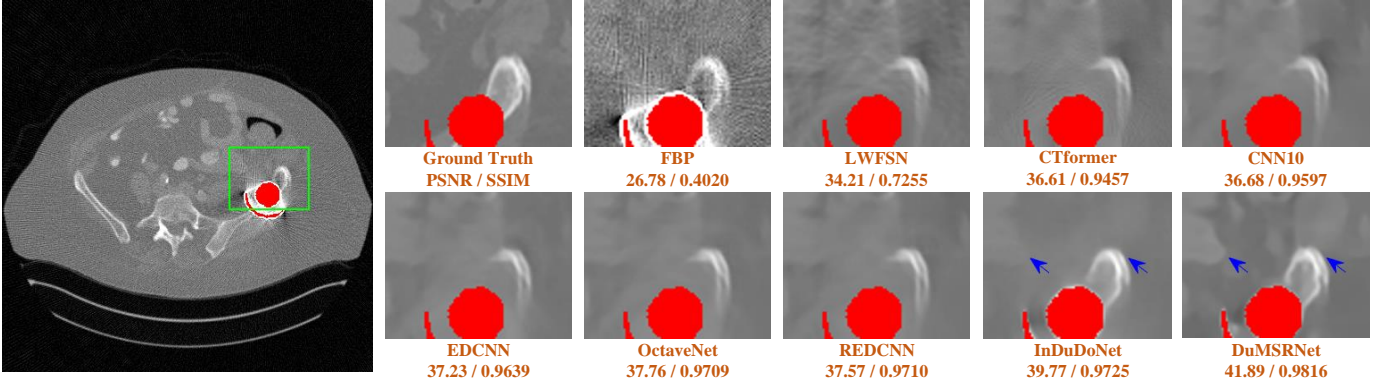 Ground Truth
PSNR / SSIM
FBP
26.78 / 0.4020
LWFSN
34.21 / 0.7255
CTformer
36.61 / 0.9457
CNN10
36.68 / 0.9597
EDCNN
37.23 / 0.9639
OctaveNet
37.76 / 0.9709
REDCNN
37.57 / 0.9710
InDuDoNet
39.77 / 0.9725
DuMSRNet
41.89 / 0.9816